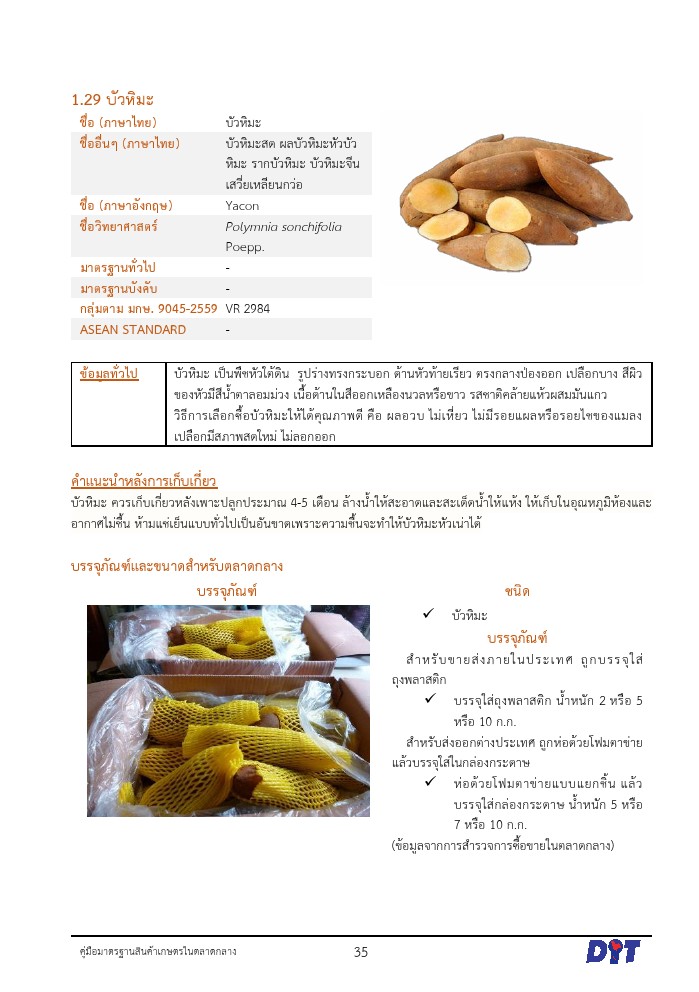 1.29 บัวหิมะ
ชื่อ (ภาษาไทย) บัวหิมะ
ชื่ออื่นๆ (ภาษาไทย) บัวหิมะสด ผลบัวหิมะหัวบัว
หิมะ รากบัวหิมะ บัวหิมะจีน
เสวี่ยเหลียนกว่อ
ชื่อ (ภาษาอังกฤษ) Yacon
ชื่อวิทยาศาสตร์ Polymnia sonchifolia
Poepp.
มาตรฐานทั่วไป -
มาตรฐานบังคับ -
กลุ่มตาม มกษ. 9045-2559 VR 2984
ASEAN STANDARD -
ข้อมูลทั่วไป บัวหิมะ เป็นพืชหัวใต้ดิน รูปร่างทรงกระบอก ด้านหัวท้ายเรียว ตรงกลางป่องออก เปลือกบาง สีผิว
ของหัวมีสีน้ำตาลอมม่วง เนื้อด้านในสีออกเหลืองนวลหรือขาว รสชาติคล้ายแห้วผสมมันแกว
วิธีการเลือกซื้อบัวหิมะให้ได้คุณภาพดี คือ ผลอวบ ไม่เหี่ยว ไม่มีรอยแผลหรือรอยไชของแมลง
เปลือกมีสภาพสดใหม่ ไม่ลอกออก
คำแนะนำหลังการเก็บเกี่ยว
บัวหิมะ ควรเก็บเกี่ยวหลังเพาะปลูกประมาณ 4-5 เดือน ล้างน้ำให้สะอาดและสะเด็ดน้ำให้แห้ง ให้เก็บในอุณหภูมิห้องและ
อากาศไม่ชื้น ห้ามแช่เย็นแบบทั่วไปเป็นอันขาดเพราะความชื้นจะทำให้บัวหิมะหัวเน่าได้
บรรจุภัณฑ์และขนาดสำหรับตลาดกลาง
บรรจุภัณฑ์ ชนิด
✓ บัวหิมะ
บรรจุภัณฑ์
สำหรับขายส่งภายในประเทศ ถูกบรรจุใส่
ถุงพลาสติก
✓ บรรจุใส่ถุงพลาสติก น้ำหนัก 2 หรือ 5
หรือ 10 ก.ก.
สำหรับส่งออกต่างประเทศ ถูกห่อด้วยโฟมตาข่าย
แล้วบรรจุใส่ในกล่องกระดาษ
✓ ห่อด้วยโฟมตาข่ายแบบแยกชิ้น แล้ว
บรรจุใส่กล่องกระดาษ น้ำหนัก 5 หรือ
7 หรือ 10 ก.ก.
(ข้อมูลจากการสำรวจการซื้อขายในตลาดกลาง)
คู่มือมาตรฐานสินค้าเกษตรในตลาดกลาง 35 DIT